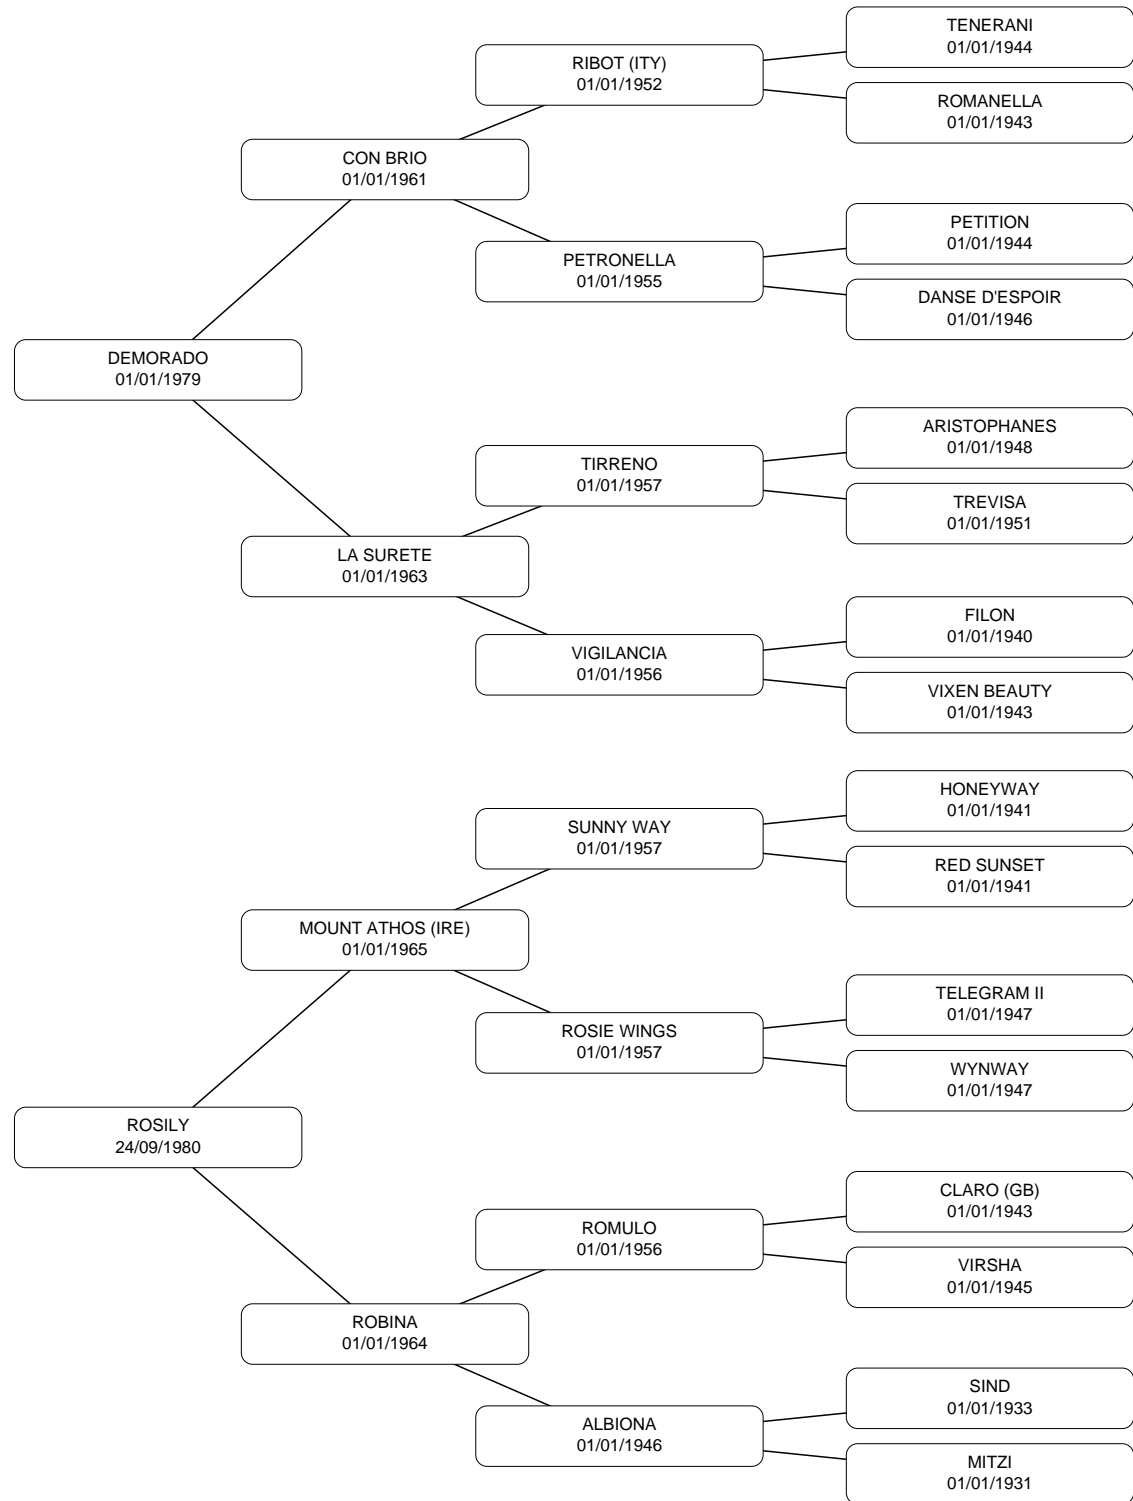 TENERANI
01/01/1944
RIBOT (ITY)
01/01/1952
ROMANELLA
01/01/1943
CON BRIO
01/01/1961
PETITION
01/01/1944
PETRONELLA
01/01/1955
DANSE D'ESPOIR
01/01/1946
DEMORADO
01/01/1979
ARISTOPHANES
01/01/1948
TIRRENO
01/01/1957
TREVISA
01/01/1951
LA SURETE
01/01/1963
FILON
01/01/1940
VIGILANCIA
01/01/1956
VIXEN BEAUTY
01/01/1943
HONEYWAY
01/01/1941
SUNNY WAY
01/01/1957
RED SUNSET
01/01/1941
MOUNT ATHOS (IRE)
01/01/1965
TELEGRAM II
01/01/1947
ROSIE WINGS
01/01/1957
WYNWAY
01/01/1947
ROSILY
24/09/1980
CLARO (GB)
01/01/1943
ROMULO
01/01/1956
VIRSHA
01/01/1945
ROBINA
01/01/1964
SIND
01/01/1933
ALBIONA
01/01/1946
MITZI
01/01/1931